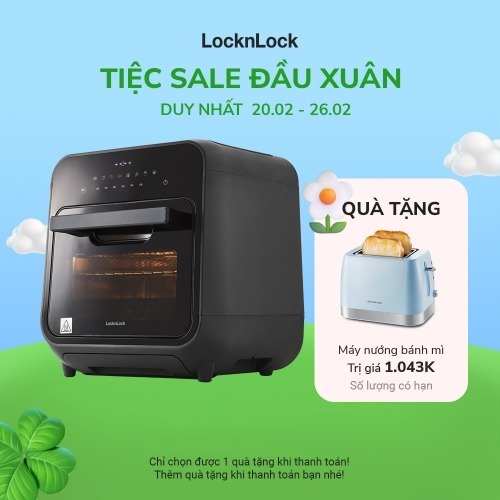 LocknLock
TIỆC SALE ĐẦU XUÂN
DUY NHẤT 20.02 - 26.02
QUÀ TẶNG
LocknLock
LOCKNLOCK
Máy nướng bánh mì
Trị giá 1.043K
Số lượng có hạn
Chỉ chọn được 1 quà tặng khi thanh toán!
Thêm quà tặng khi thanh toán bạn nhé!